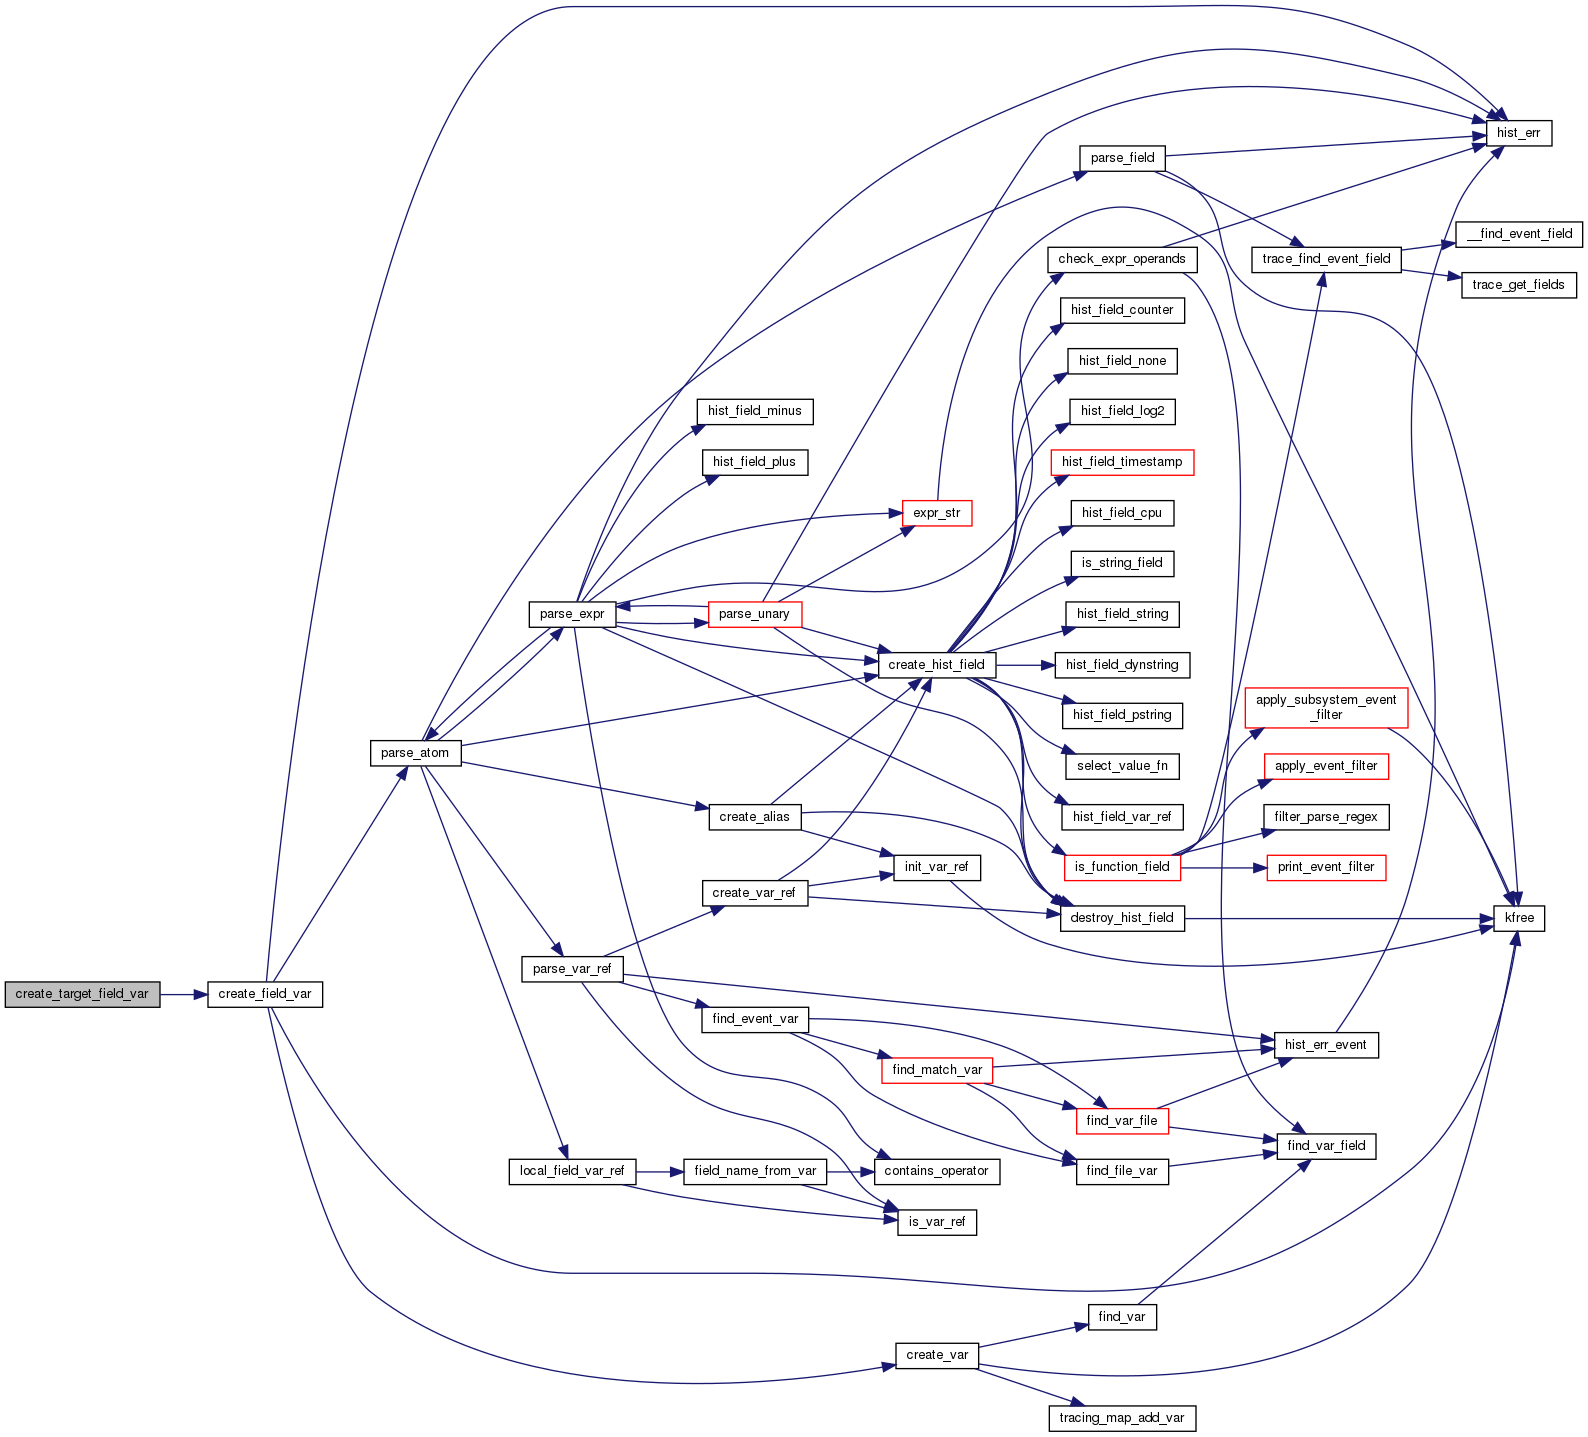 hist_err
parse_field
__find_event_field
check_expr_operands
trace_find_event_field
trace_get_fields
hist_field_counter
hist_field_none
hist_field_minus
hist_field_log2
hist_field_plus
hist_field_timestamp
expr_str
hist_field_cpu
is_string_field
parse_expr
parse_unary
hist_field_string
create_hist_field
hist_field_dynstring
apply_subsystem_event
_filter
hist_field_pstring
parse_atom
select_value_fn
apply_event_filter
create_alias
hist_field_var_ref
filter_parse_regex
init_var_ref
is_function_field
print_event_filter
create_var_ref
destroy_hist_field
kfree
parse_var_ref
create_target_field_var
create_field_var
find_event_var
hist_err_event
find_match_var
find_var_file
find_var_field
local_field_var_ref
field_name_from_var
contains_operator
find_file_var
is_var_ref
find_var
create_var
tracing_map_add_var